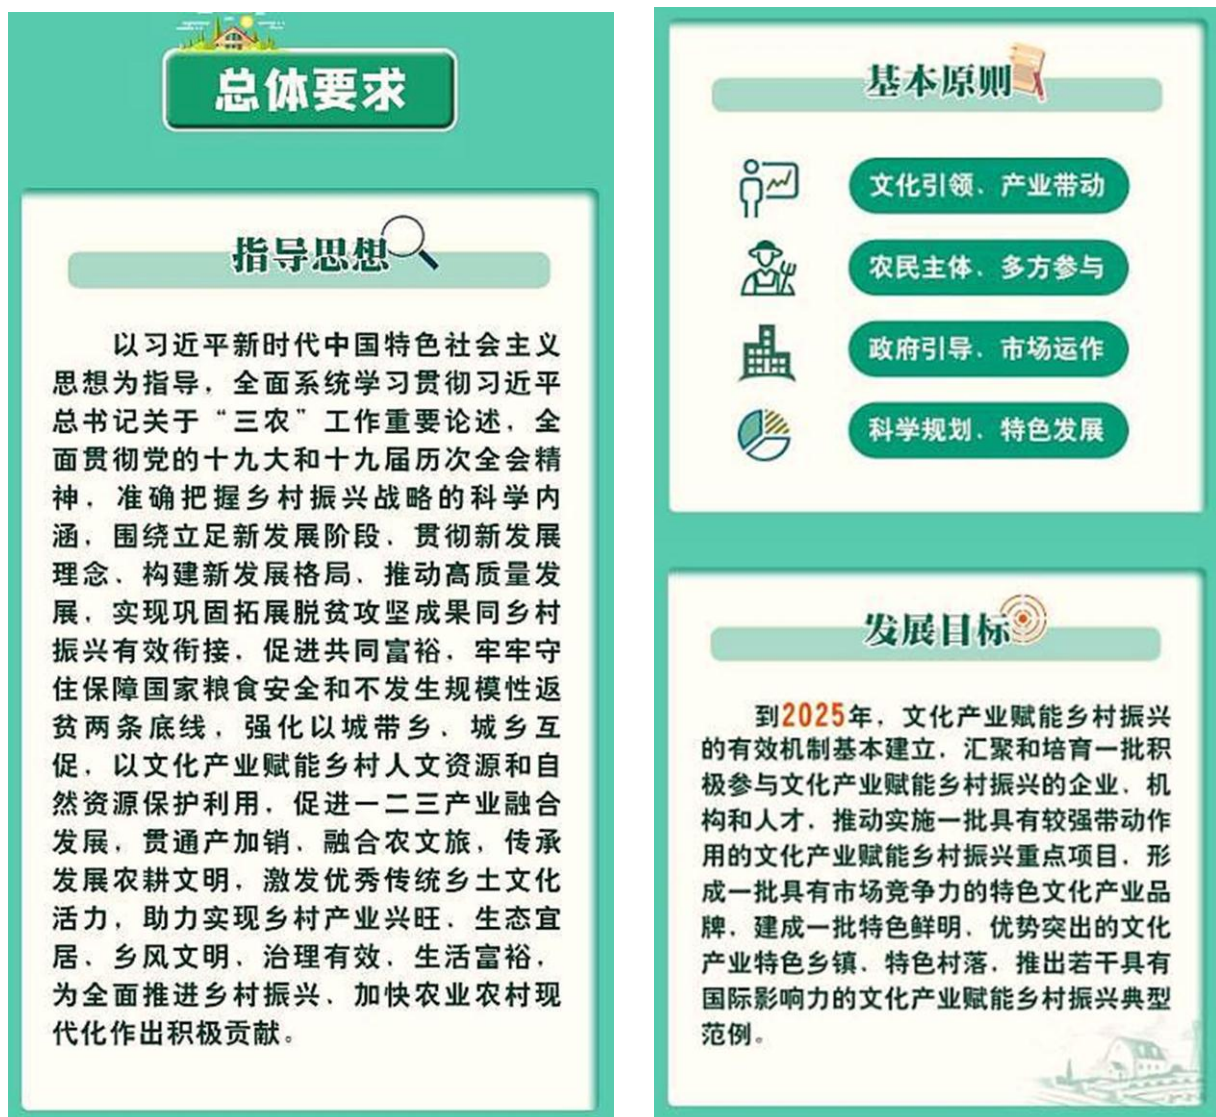 总体要求
指导思想
以习近平新时代中国特色社会主义
思想为指导，全面系统学习贯彻习近平
总书记关于“三农”工作重要论述，全
面贯彻党的十九大和十九届历次全会精
神，准确把握乡村振兴战略的科学内
涵，围绕立足新发展阶段、贯彻新发展
理念、构建新发展格局、推动高质量发
展，实现巩固拓展脱贫攻坚成果同乡村
振兴有效衔接，促进共同富裕，牢牢守
住保障国家粮食安全和不发生规模性返
贫两条底线，强化以城带乡、城乡互
促，以文化产业赋能乡村人文资源和自
然资源保护利用，促进一二三产业融合
发展，贯通产加销、融合农文旅，传承
发展农耕文明，激发优秀传统乡土文化
活力，助力实现乡村产业兴旺、生态宜
居、乡风文明、治理有效、生活富裕，
为全面推进乡村振兴、加快农业农村现
代化作出积极贡献。
基本原则
文化引领、产业带动
农民主体、多方参与
政府引导、市场运作
科学规划、特色发展
发展目标
到2025年，文化产业赋能乡村振兴
的有效机制基本建立，汇聚和培育一批积
极参与文化产业赋能乡村振兴的企业、机
构和人才，推动实施一批具有较强带动作
用的文化产业赋能乡村振兴重点项目，形
成一批具有市场竞争力的特色文化产业品
牌，建成一批特色鲜明、优势突出的文化
产业特色乡镇、特色村落，推出若干具有
国际影响力的文化产业赋能乡村振兴典型
范例。